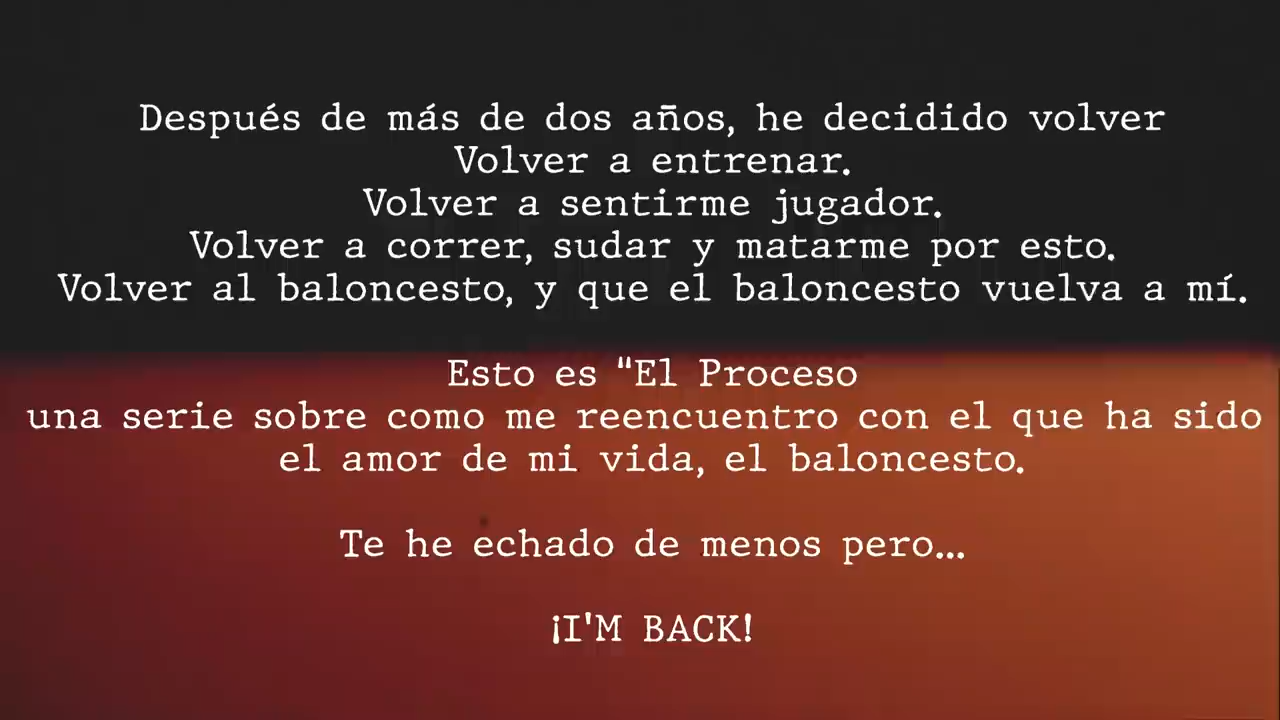 Después de más de dos años, he decidido volver
Volver a entrenar.
Volver a sentirme jugador.
Volver a correr, sudar y matarme por esto.
Volver al baloncesto, y que el baloncesto vuelva a mí.
Esto es "El Proceso
una serie sobre como me reencuentro con el que ha sido
el amor de mi vida, el baloncesto.
Te he echado de menos pero...
¡I'M BACK!